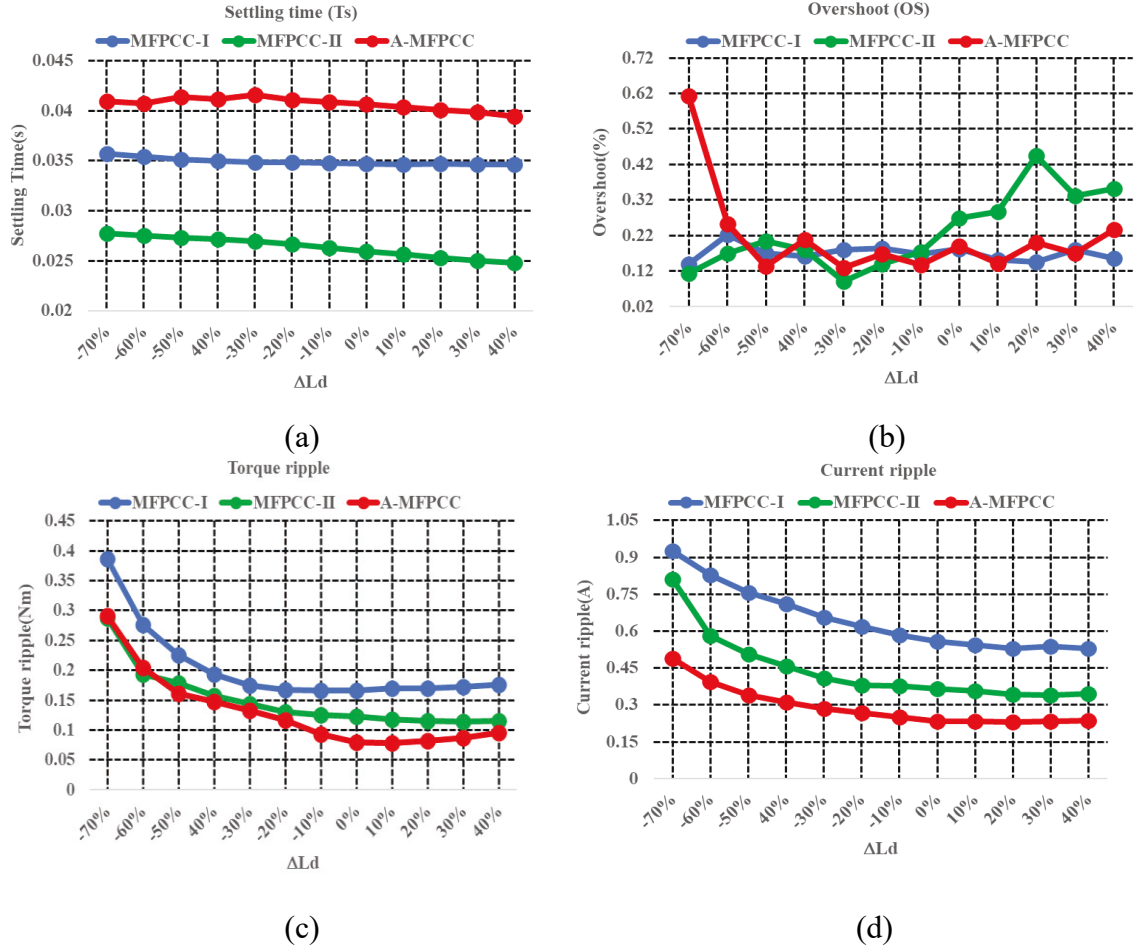 Settling time (Ts)
MFPCC-I MFPCC-II A-MFPCC
Settling Time(s)
0.045
0.04
0.035
0.03
0.025
0.02
-70% -60% -50% -40% -30% -20% -10% 0% 10% 20% 30% 40%
ΔLd
(a)
Overshoot (OS)
MFPCC-I MFPCC-II A-MFPCC
Overshoot(%)
0.72
0.62
0.52
0.42
0.32
0.22
0.12
0.02
-70% -60% -50% -40% -30% -20% -10% 0% 10% 20% 30% 40%
ΔLd
(b)
Torque ripple
MFPCC-I MFPCC-II A-MFPCC
Torque ripple(Nm)
0.45
0.4
0.35
0.3
0.25
0.2
0.15
0.1
0.05
0
-70% -60% -50% -40% -30% -20% -10% 0% 10% 20% 30% 40%
ΔLd
(c)
Current ripple
MFPCC-I MFPCC-II A-MFPCC
Current ripple(A)
1.05
0.9
0.75
0.6
0.45
0.3
0.15
0
-70% -60% -50% -40% -30% -20% -10% 0% 10% 20% 30% 40%
ΔLd
(d)